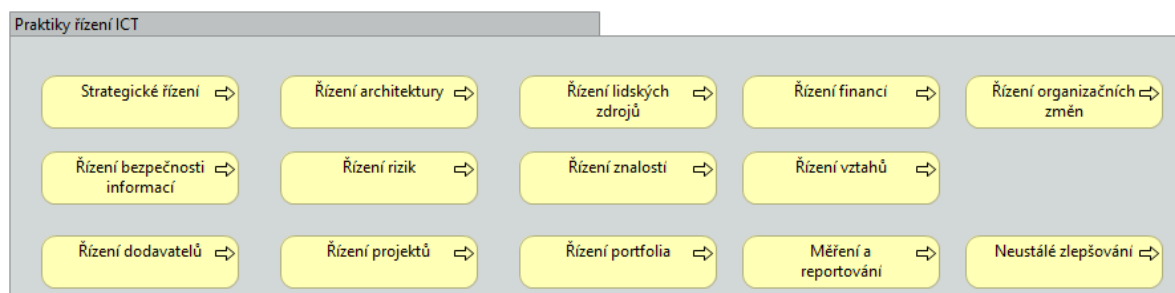 Praktiky řízení ICT
Strategické řízení
Řízení architektury
Řízení lidských
zdrojů
Řízení financí
Řízení organizačních
změn
Řízení bezpečnosti
informací
Řízení rizik
Řízení znalostí
Řízení vztahů
Řízení dodavatelů
Řízení projektů
Řízení portfolia
Měření a
reportování
Neustálé zlepšování